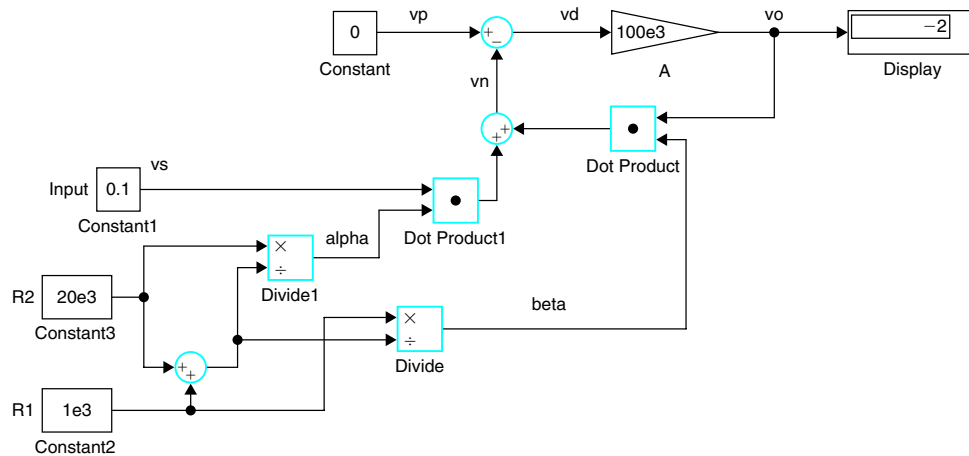 vp
vd
vo
0
+
−
100e3
−2
Constant
A
Display
vn
+
+
Dot Product
vs
Input
0.1
Constant1
Dot Product1
alpha
×
÷
Divide1
R2
20e3
Constant3
beta
×
÷
Divide
+
+
R1
1e3
Constant2